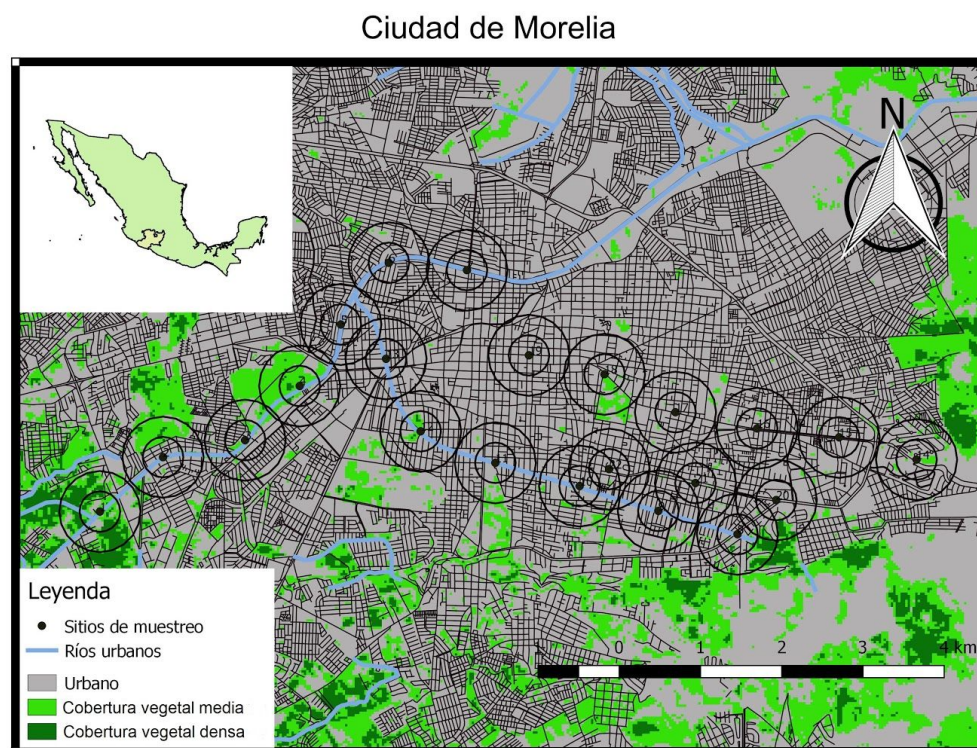 Ciudad de Morelia
N
Leyenda
Sitios de muestreo
Ríos urbanos
Urbano
Cobertura vegetal media
Cobertura vegetal densa
1 0 1 2 3 4 km